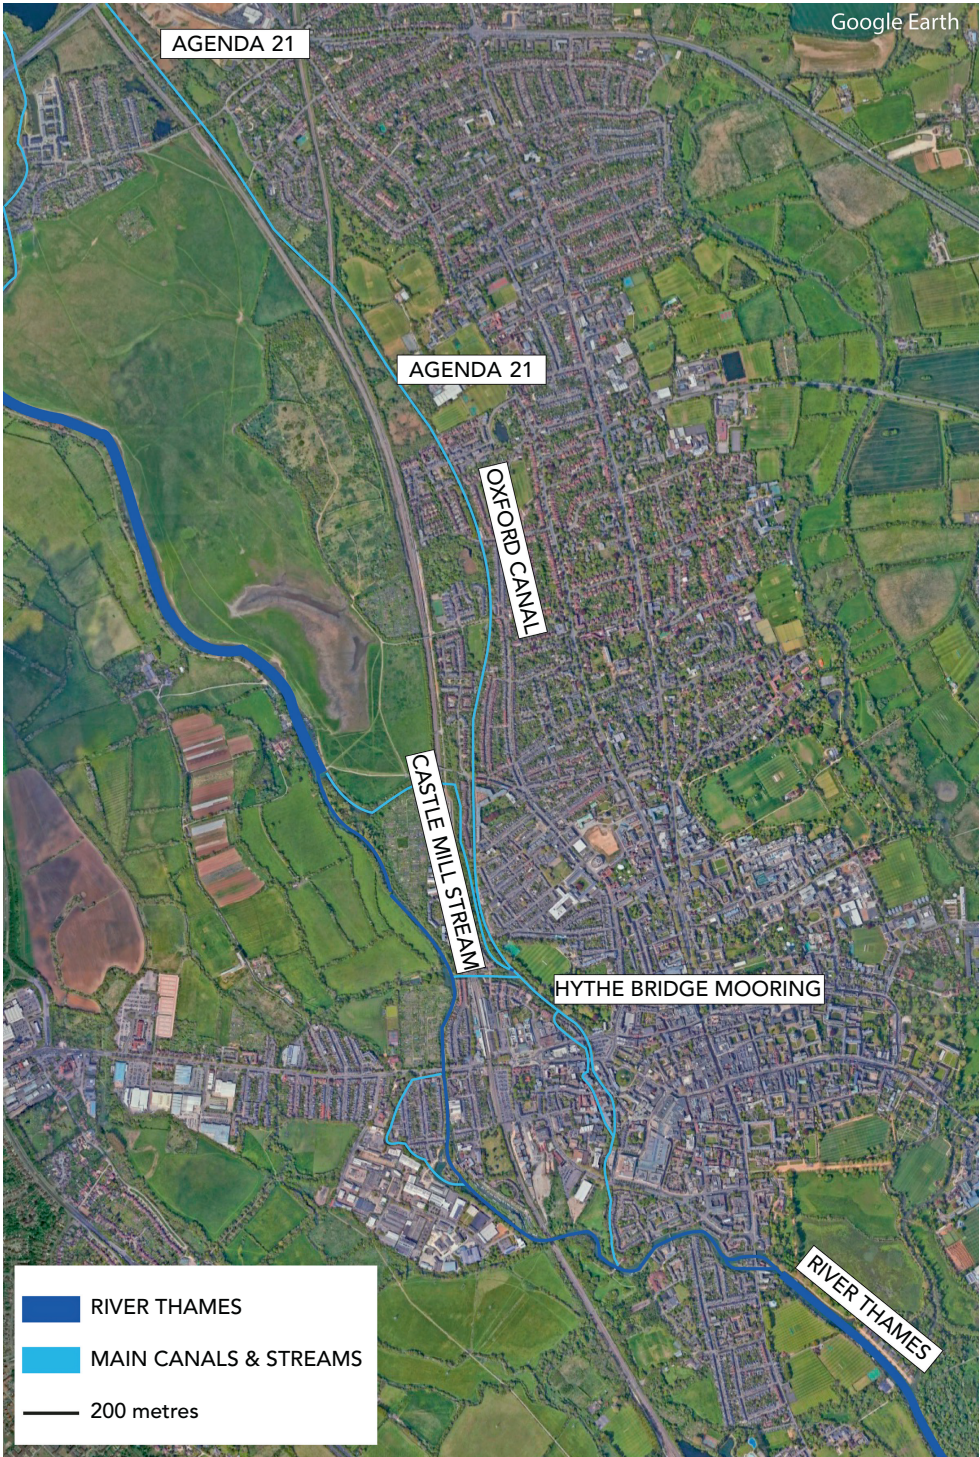 Google Earth
AGENDA 21
AGENDA 21
OXFORD CANAL
CASTLE MILL STREAM
HYTHE BRIDGE MOORING
RIVER THAMES
RIVER THAMES
MAIN CANALS & STREAMS
200 metres